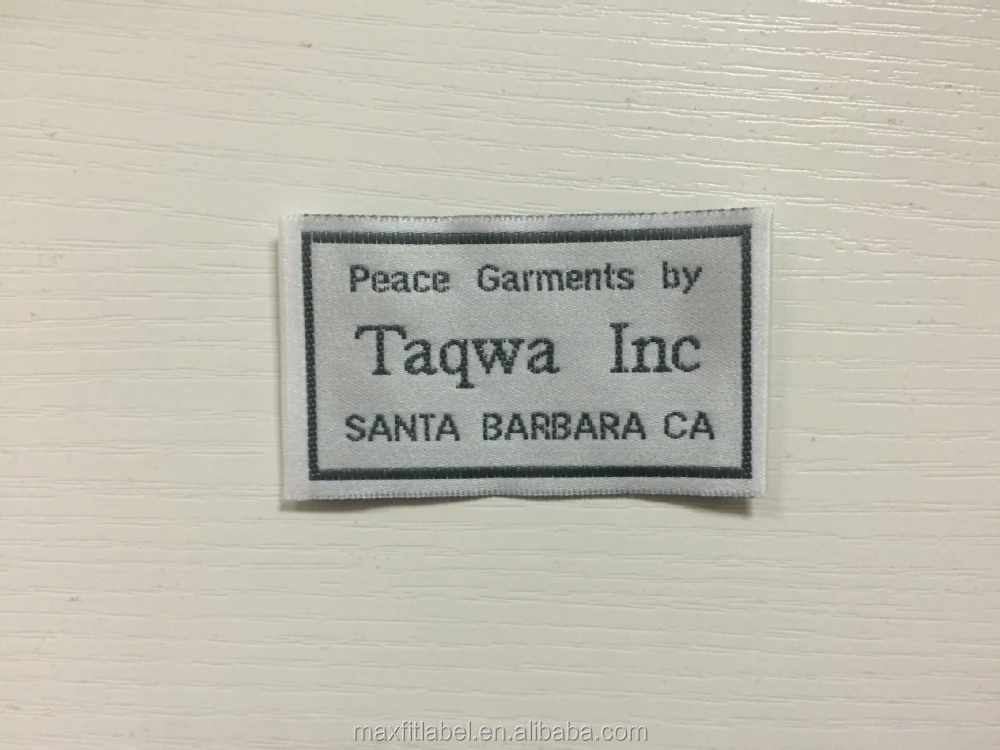 Peace Garments by
Taqwa Inc
SANTA BARBARA CA
maxfitlabel.en.alibaba.com